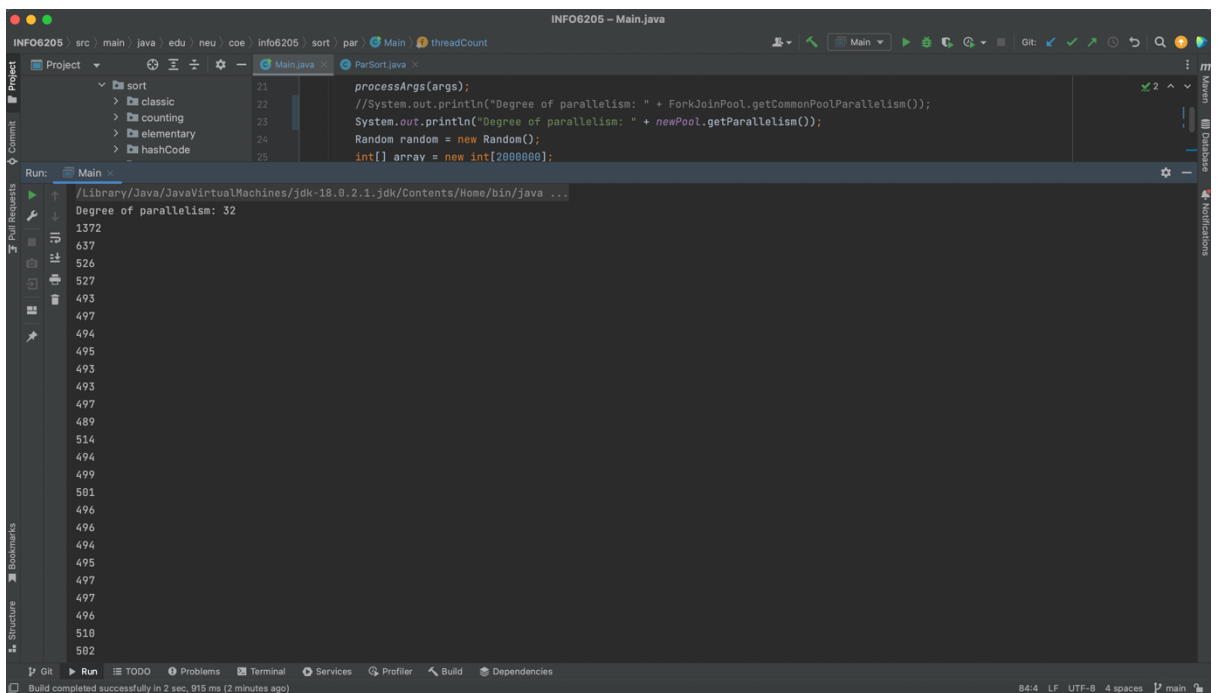 INFO6205 – Main.java
INFO6205 〉 src 〉 main 〉 java 〉 edu 〉 neu 〉 coe 〉 info6205 〉 sort 〉 par 〉 Main 〉 threadCount
Main
Git:
Project
Main.java ×
ParSort.java ×
sort
classic
counting
elementary
hashCode
21 processArgs(args);
22 //System.out.println("Degree of parallelism: " + ForkJoinPool.getCommonPoolParallelism());
23 System.out.println("Degree of parallelism: " + newPool.getParallelism());
24 Random random = new Random();
25 int[] array = new int[2000000];
2
Run: Main ×
/Library/Java/JavaVirtualMachines/jdk-18.0.2.1.jdk/Contents/Home/bin/java ...
Degree of parallelism: 32
1372
637
526
527
493
497
494
495
493
493
497
489
514
494
499
501
496
496
494
495
497
497
496
510
502
Project
Commit
Pull Requests
Bookmarks
Structure
m
Maven
Database
Notifications
Git Run TODO Problems Terminal Services Profiler Build Dependencies
Build completed successfully in 2 sec, 915 ms (2 minutes ago)
84:4 LF UTF-8 4 spaces main